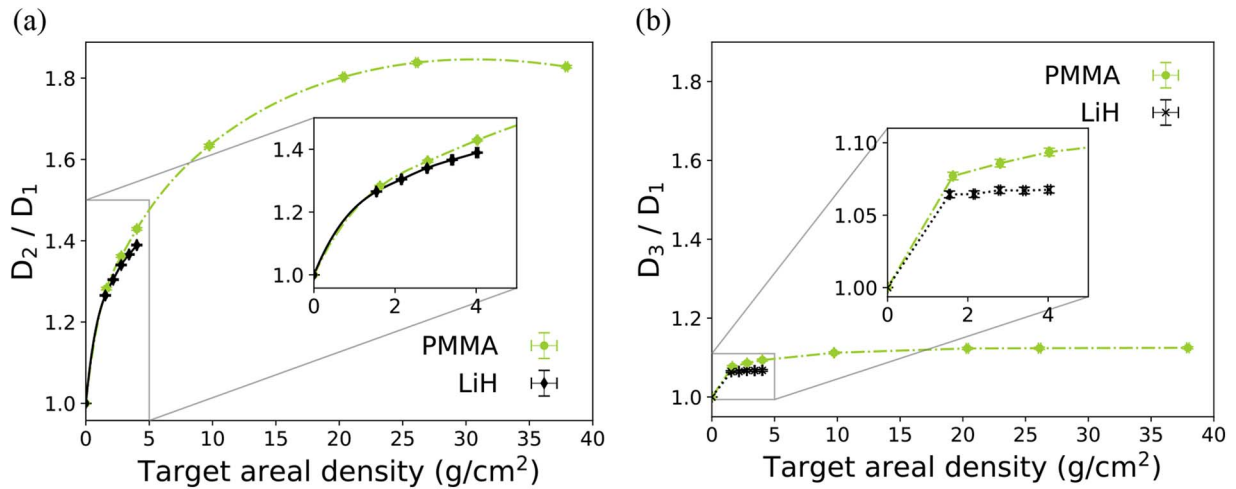 (a)
D2 / D1
1.8
1.6
1.4
1.2
1.0
1.4
1.2
1.0
0 2 4
PMMA
LiH
0 5 10 15 20 25 30 35 40
Target areal density (g/cm²)
(b)
D3 / D1
1.8
1.6
1.4
1.2
1.0
PMMA
LiH
1.10
1.05
1.00
0 2 4
0 5 10 15 20 25 30 35 40
Target areal density (g/cm²)